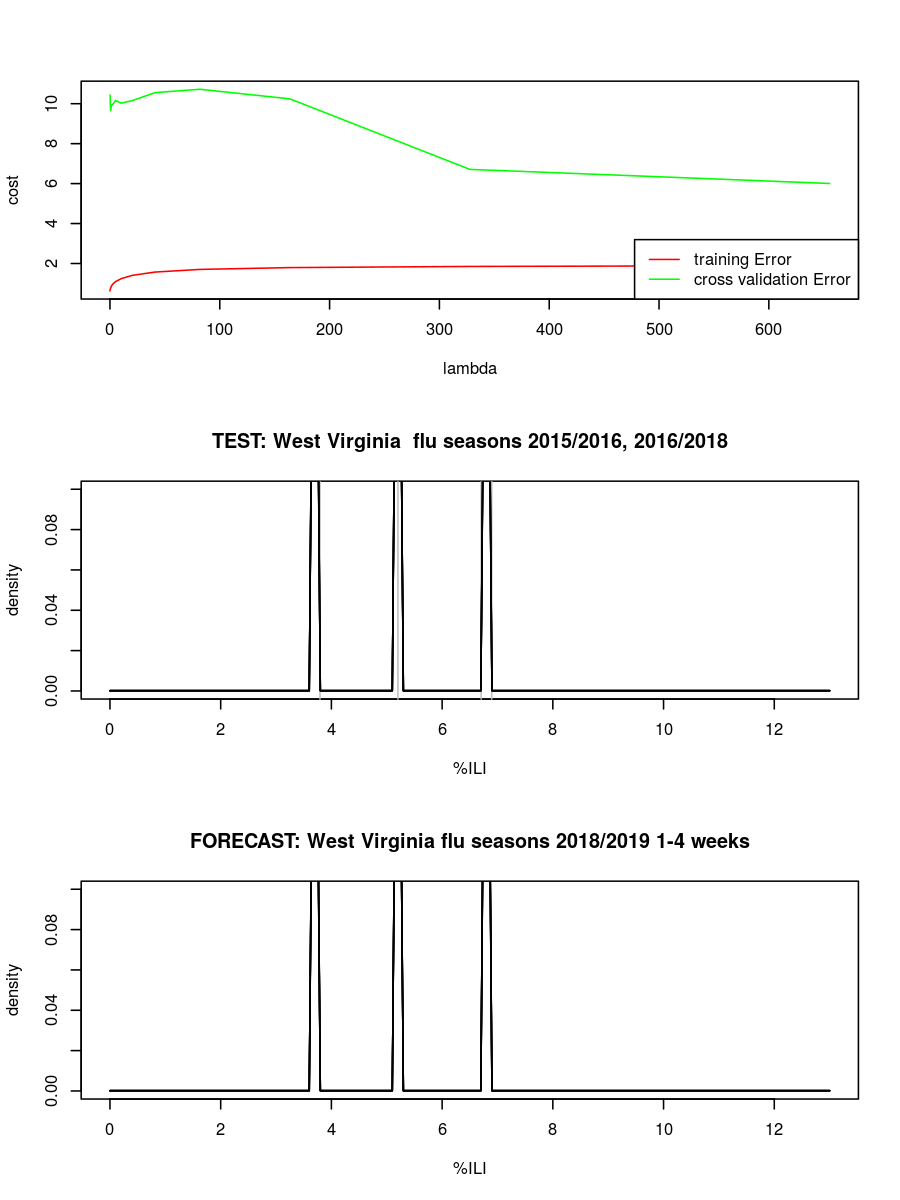 10
8
6
4
2
cost
training Error
cross validation Error
0 100 200 300 400 500 600
lambda
TEST: West Virginia  flu seasons 2015/2016, 2016/2018
0.08
0.04
0.00
density
0 2 4 6 8 10 12
%ILI
FORECAST: West Virginia flu seasons 2018/2019 1-4 weeks
0.08
0.04
0.00
density
0 2 4 6 8 10 12
%ILI